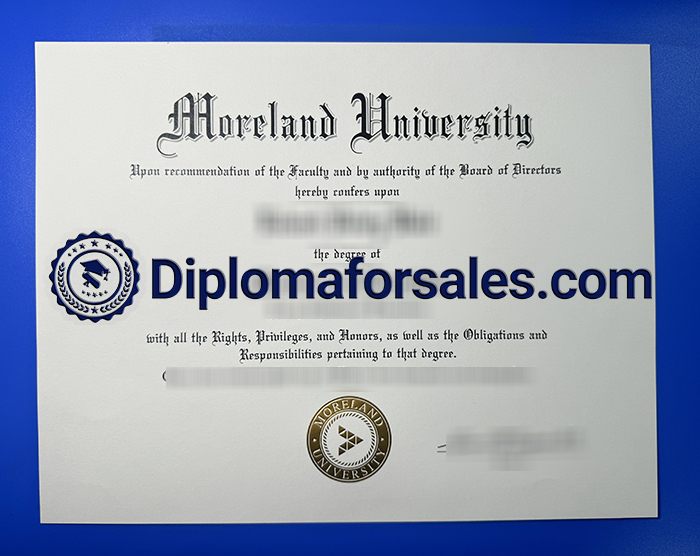 Moreland University
Upon recommendation of the Faculty and by authority of the Board of Directors
hereby confers upon
the degree of
Diplomaforsales.com
with all the Rights, Privileges, and Honors, as well as the Obligations and
Responsibilities pertaining to that degree.
MORELAND
UNIVERSITY